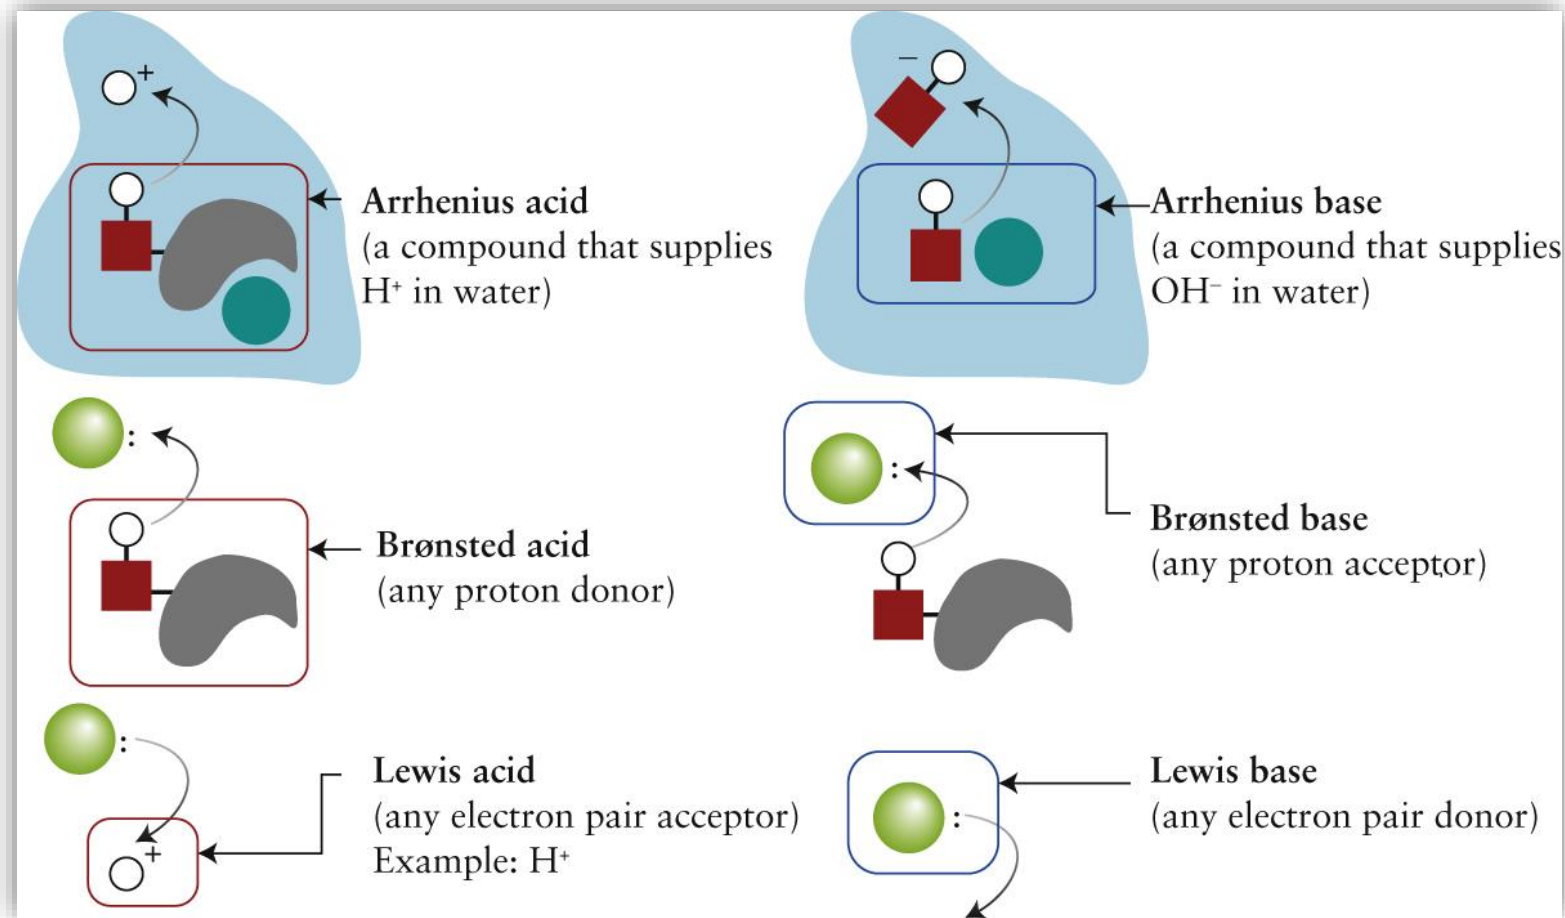 +
Arrhenius acid
(a compound that supplies
H⁺ in water)
−
Arrhenius base
(a compound that supplies
OH⁻ in water)
:
Brønsted acid
(any proton donor)
:
Brønsted base
(any proton acceptor)
:
+
Lewis acid
(any electron pair acceptor)
Example: H⁺
:
Lewis base
(any electron pair donor)